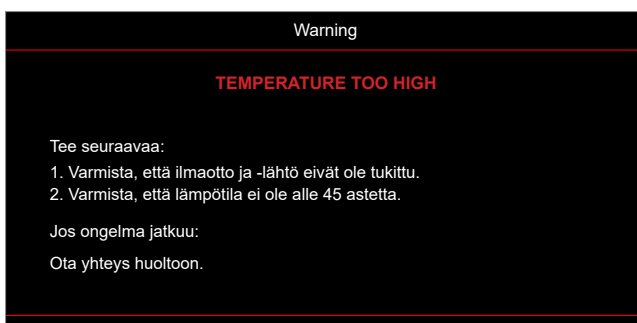 Warning
TEMPERATURE TOO HIGH
Tee seuraavaa:
1. Varmista, että ilmaotto ja -lähtö eivät ole tukittu.
2. Varmista, että lämpötila ei ole alle 45 astetta.
Jos ongelma jatkuu:
Ota yhteys huoltoon.